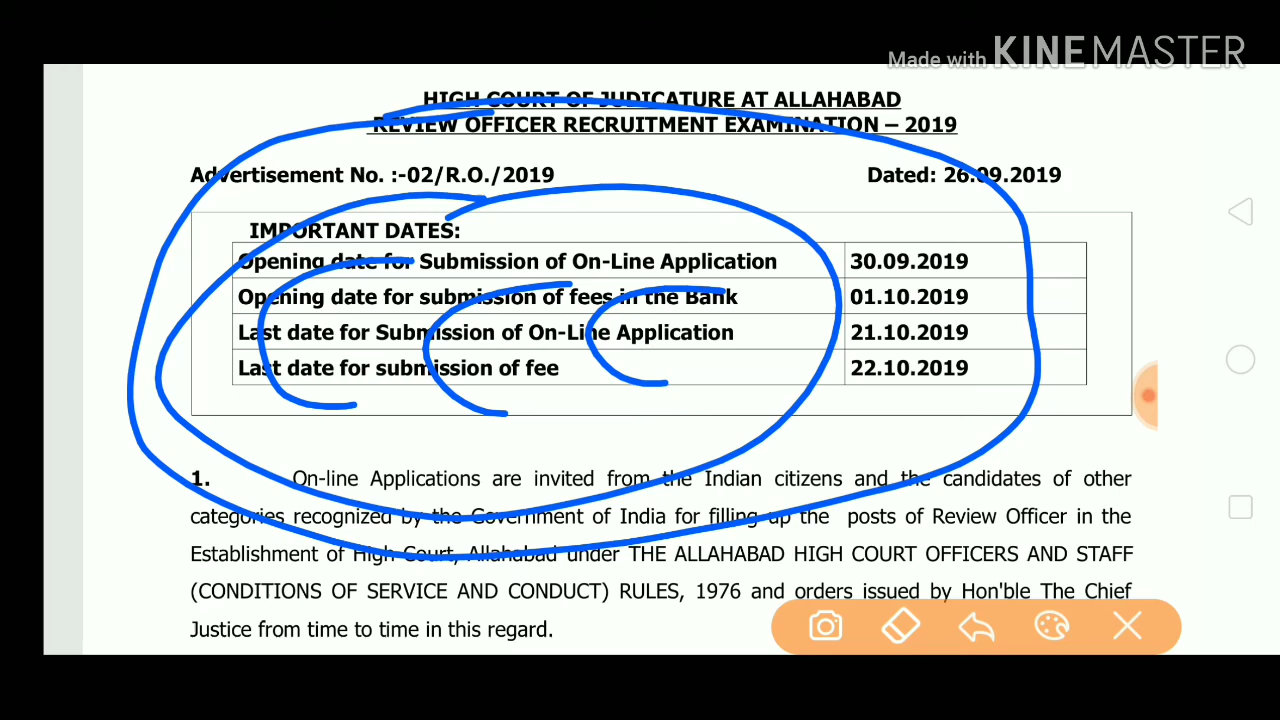 Made with KINEMASTER
HIGH COURT OF JUDICATURE AT ALLAHABAD
REVIEW OFFICER RECRUITMENT EXAMINATION – 2019
Advertisement No. :-02/R.O./2019 Dated: 26.09.2019
IMPORTANT DATES:
Opening date for Submission of On-Line Application 30.09.2019
Opening date for submission of fees in the Bank 01.10.2019
Last date for Submission of On-Line Application 21.10.2019
Last date for submission of fee 22.10.2019
1. On-line Applications are invited from the Indian citizens and the candidates of other
categories recognized by the Government of India for filling up the posts of Review Officer in the
Establishment of High Court, Allahabad under THE ALLAHABAD HIGH COURT OFFICERS AND STAFF
(CONDITIONS OF SERVICE AND CONDUCT) RULES, 1976 and orders issued by Hon'ble The Chief
Justice from time to time in this regard.